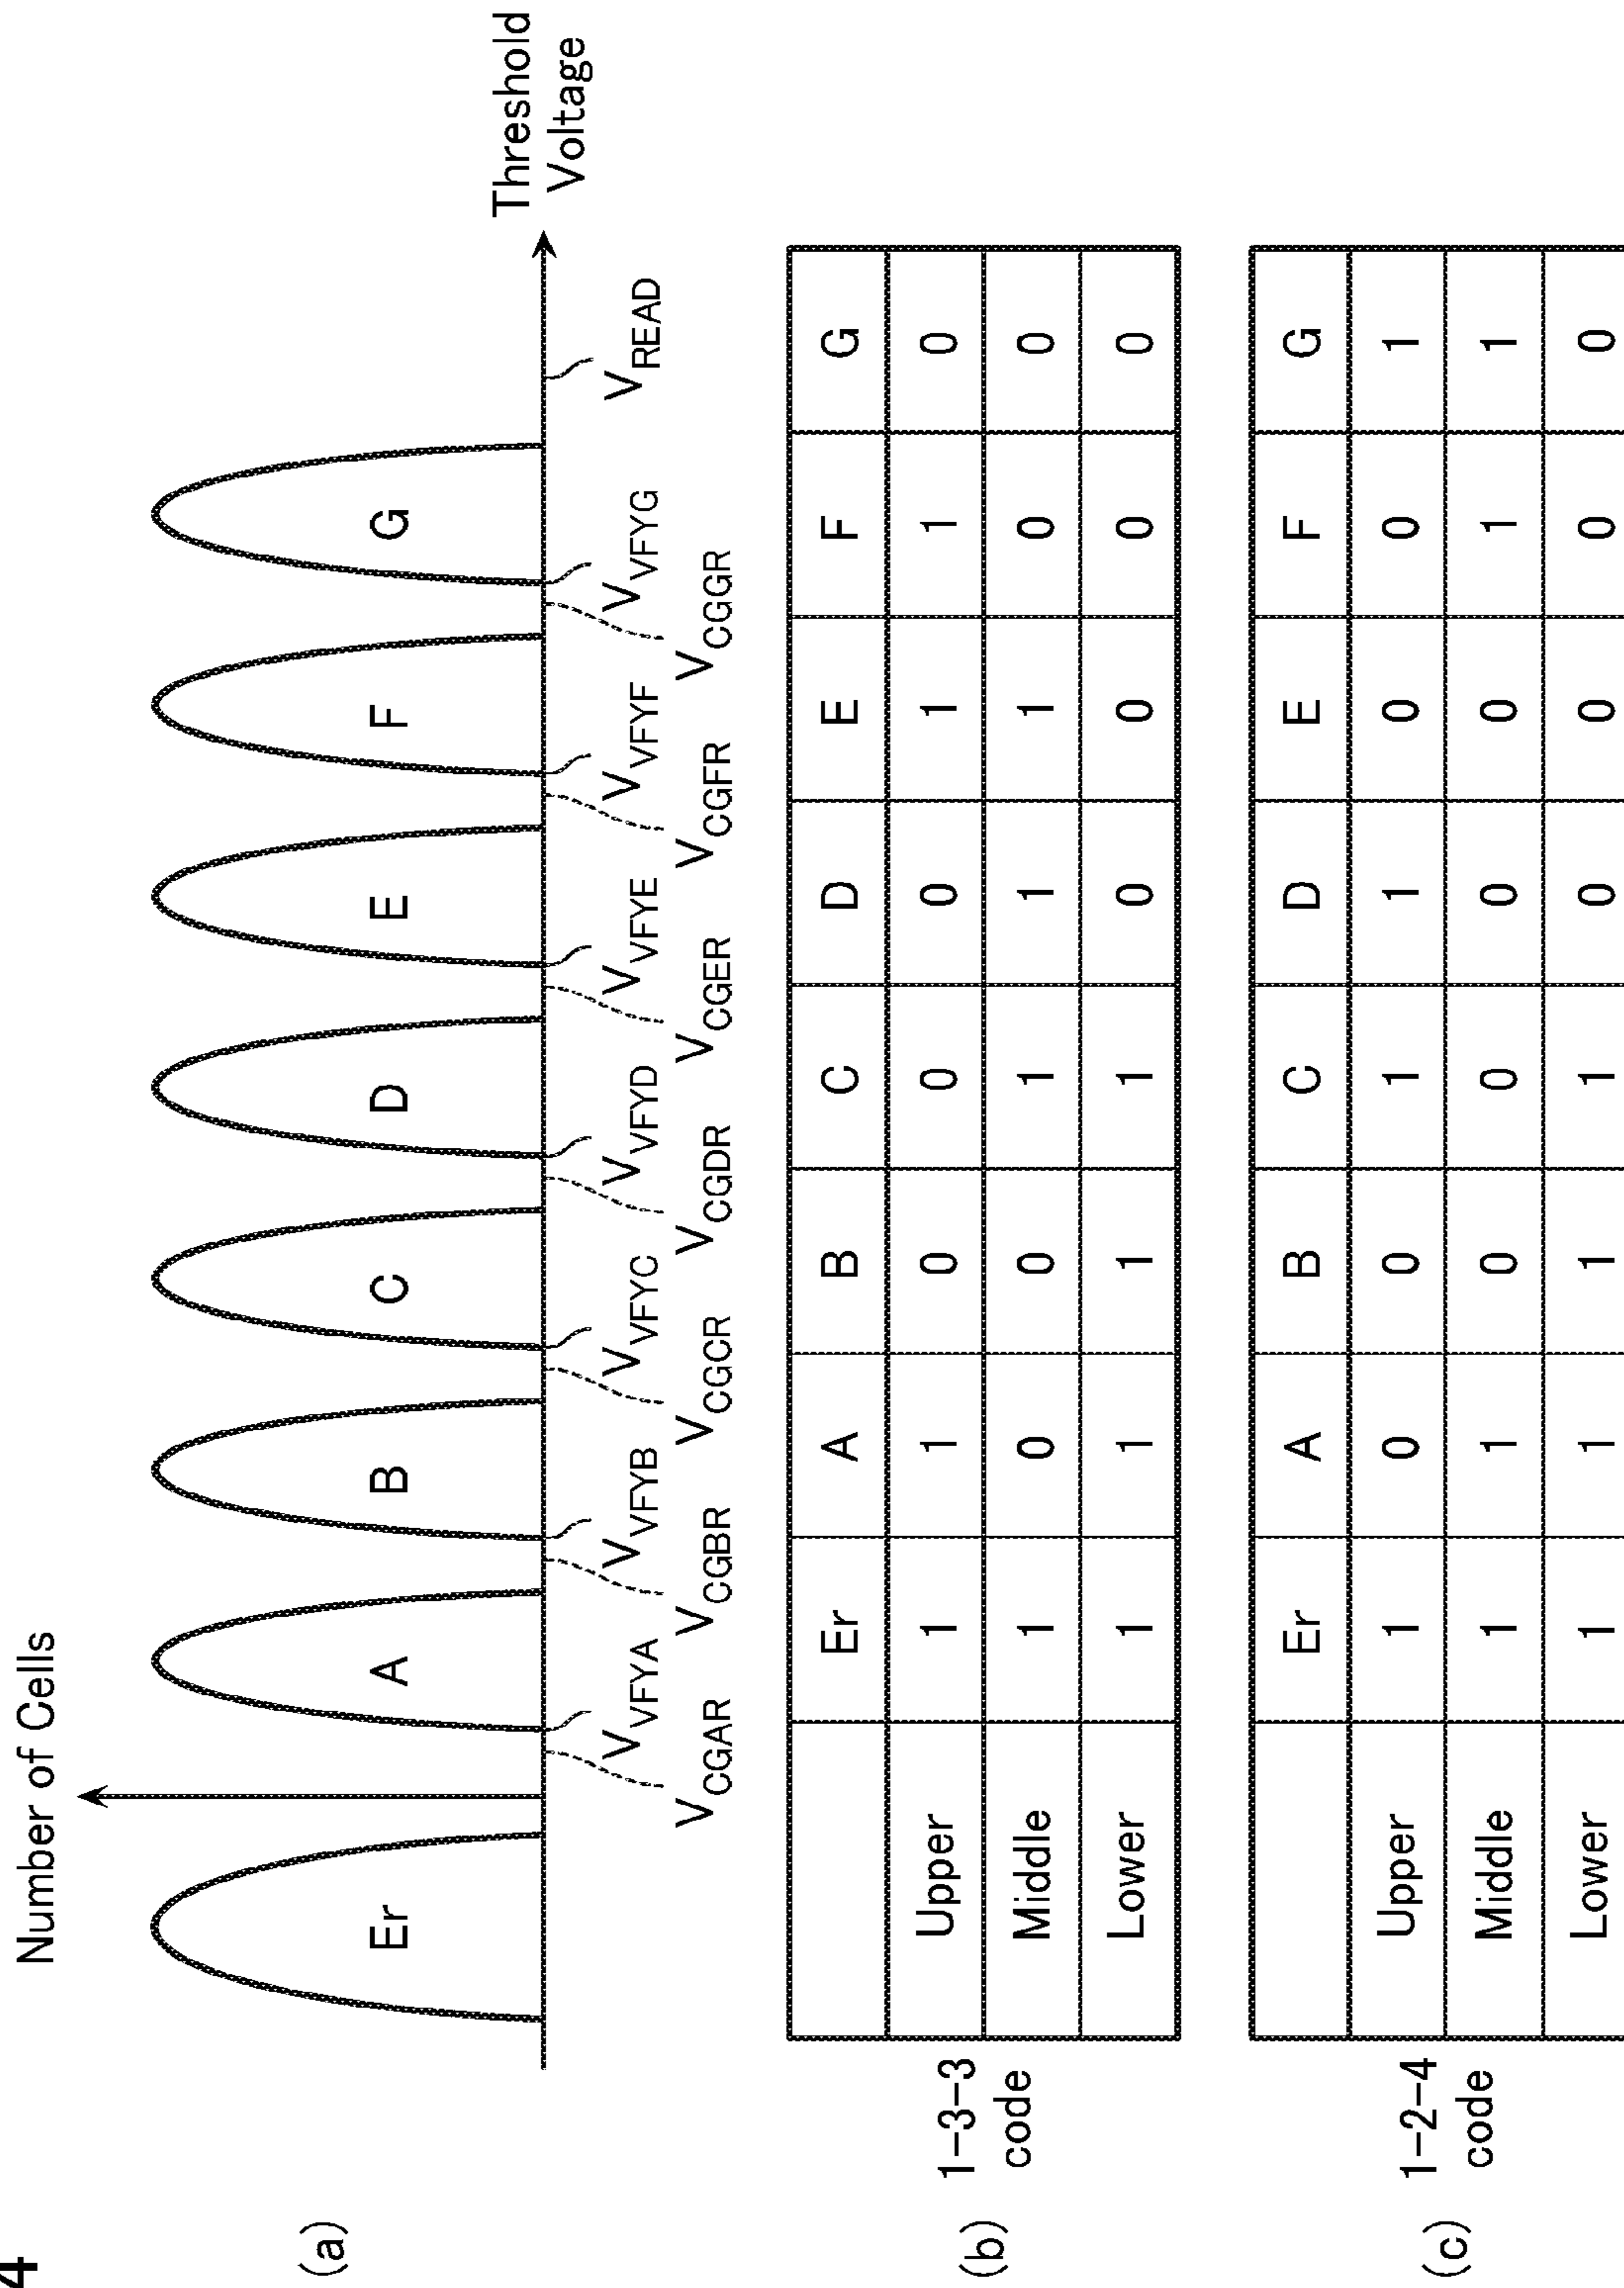 4
(a)
Number of Cells
Er A B C D E F G
Threshold
Voltage
VVFYA VVFYB VVFYC VVFYD VVFYE VVFYF VVFYG VREAD
VCGAR VCGBR VCGCR VCGDR VCGER VCGFR VCGGR
(b)
1-3-3
code
Er A B C D E F G
Upper 1 1 0 0 0 1 1 0
Middle 1 0 0 1 1 1 0 0
Lower 1 1 1 1 0 0 0 0
(c)
1-2-4
code
Er A B C D E F G
Upper 1 0 0 1 1 0 0 1
Middle 1 1 0 0 0 0 1 1
Lower 1 1 1 1 0 0 0 0